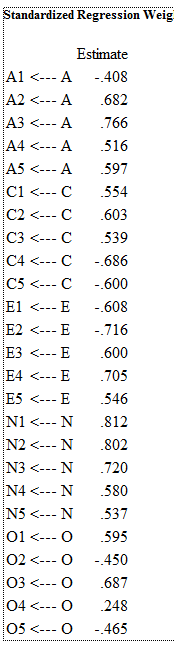 Standardized Regression Weig
Estimate
A1 <--- A -.408
A2 <--- A .682
A3 <--- A .766
A4 <--- A .516
A5 <--- A .597
C1 <--- C .554
C2 <--- C .603
C3 <--- C .539
C4 <--- C -.686
C5 <--- C -.600
E1 <--- E -.608
E2 <--- E -.716
E3 <--- E .600
E4 <--- E .705
E5 <--- E .546
N1 <--- N .812
N2 <--- N .802
N3 <--- N .720
N4 <--- N .580
N5 <--- N .537
O1 <--- O .595
O2 <--- O -.450
O3 <--- O .687
O4 <--- O .248
O5 <--- O -.465